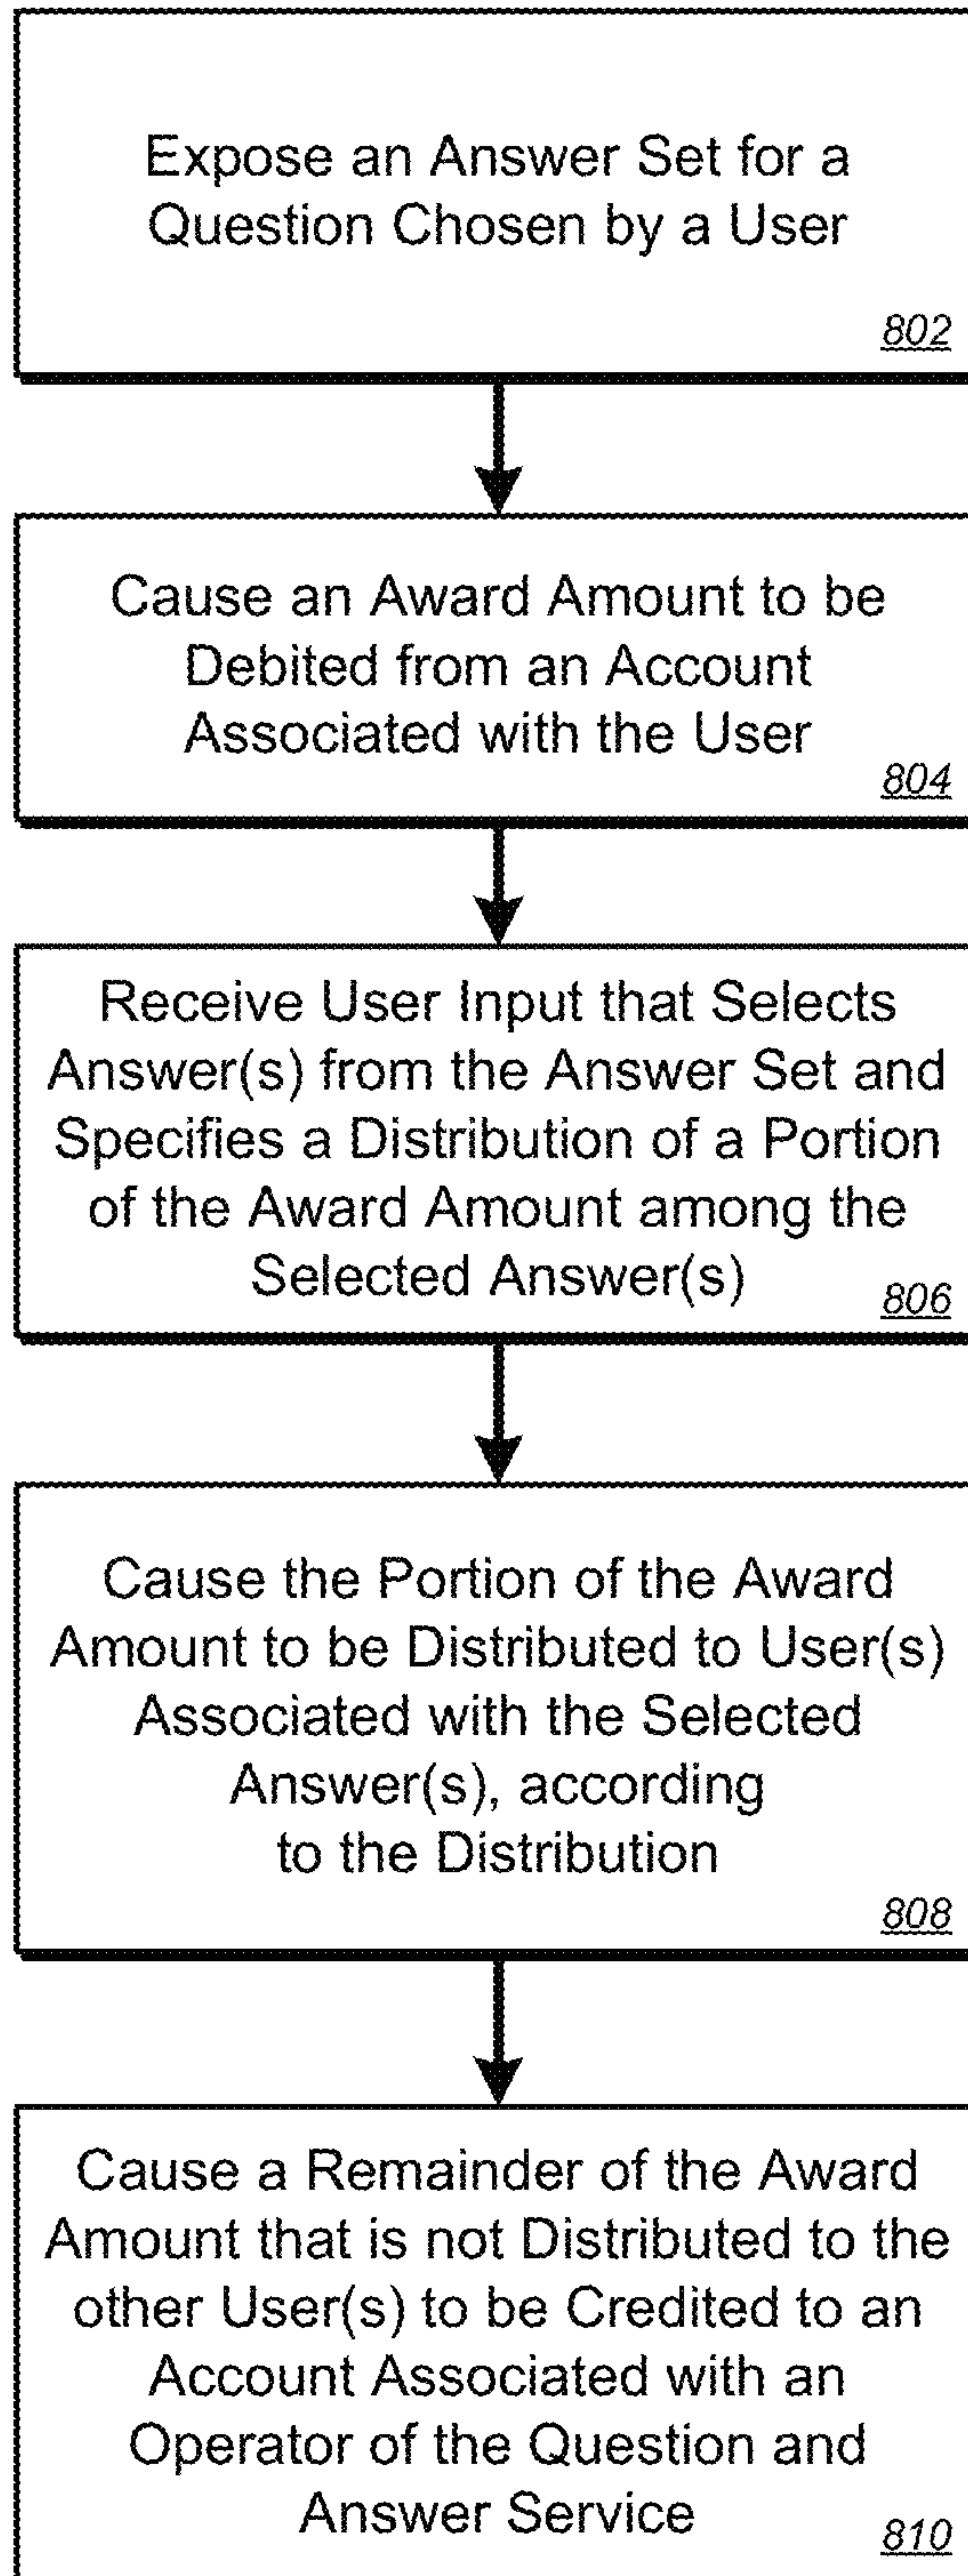 Expose an Answer Set for a
Question Chosen by a User
802
Cause an Award Amount to be
Debited from an Account
Associated with the User
804
Receive User Input that Selects
Answer(s) from the Answer Set and
Specifies a Distribution of a Portion
of the Award Amount among the
Selected Answer(s)
806
Cause the Portion of the Award
Amount to be Distributed to User(s)
Associated with the Selected
Answer(s), according
to the Distribution
808
Cause a Remainder of the Award
Amount that is not Distributed to the
other User(s) to be Credited to an
Account Associated with an
Operator of the Question and
Answer Service
810